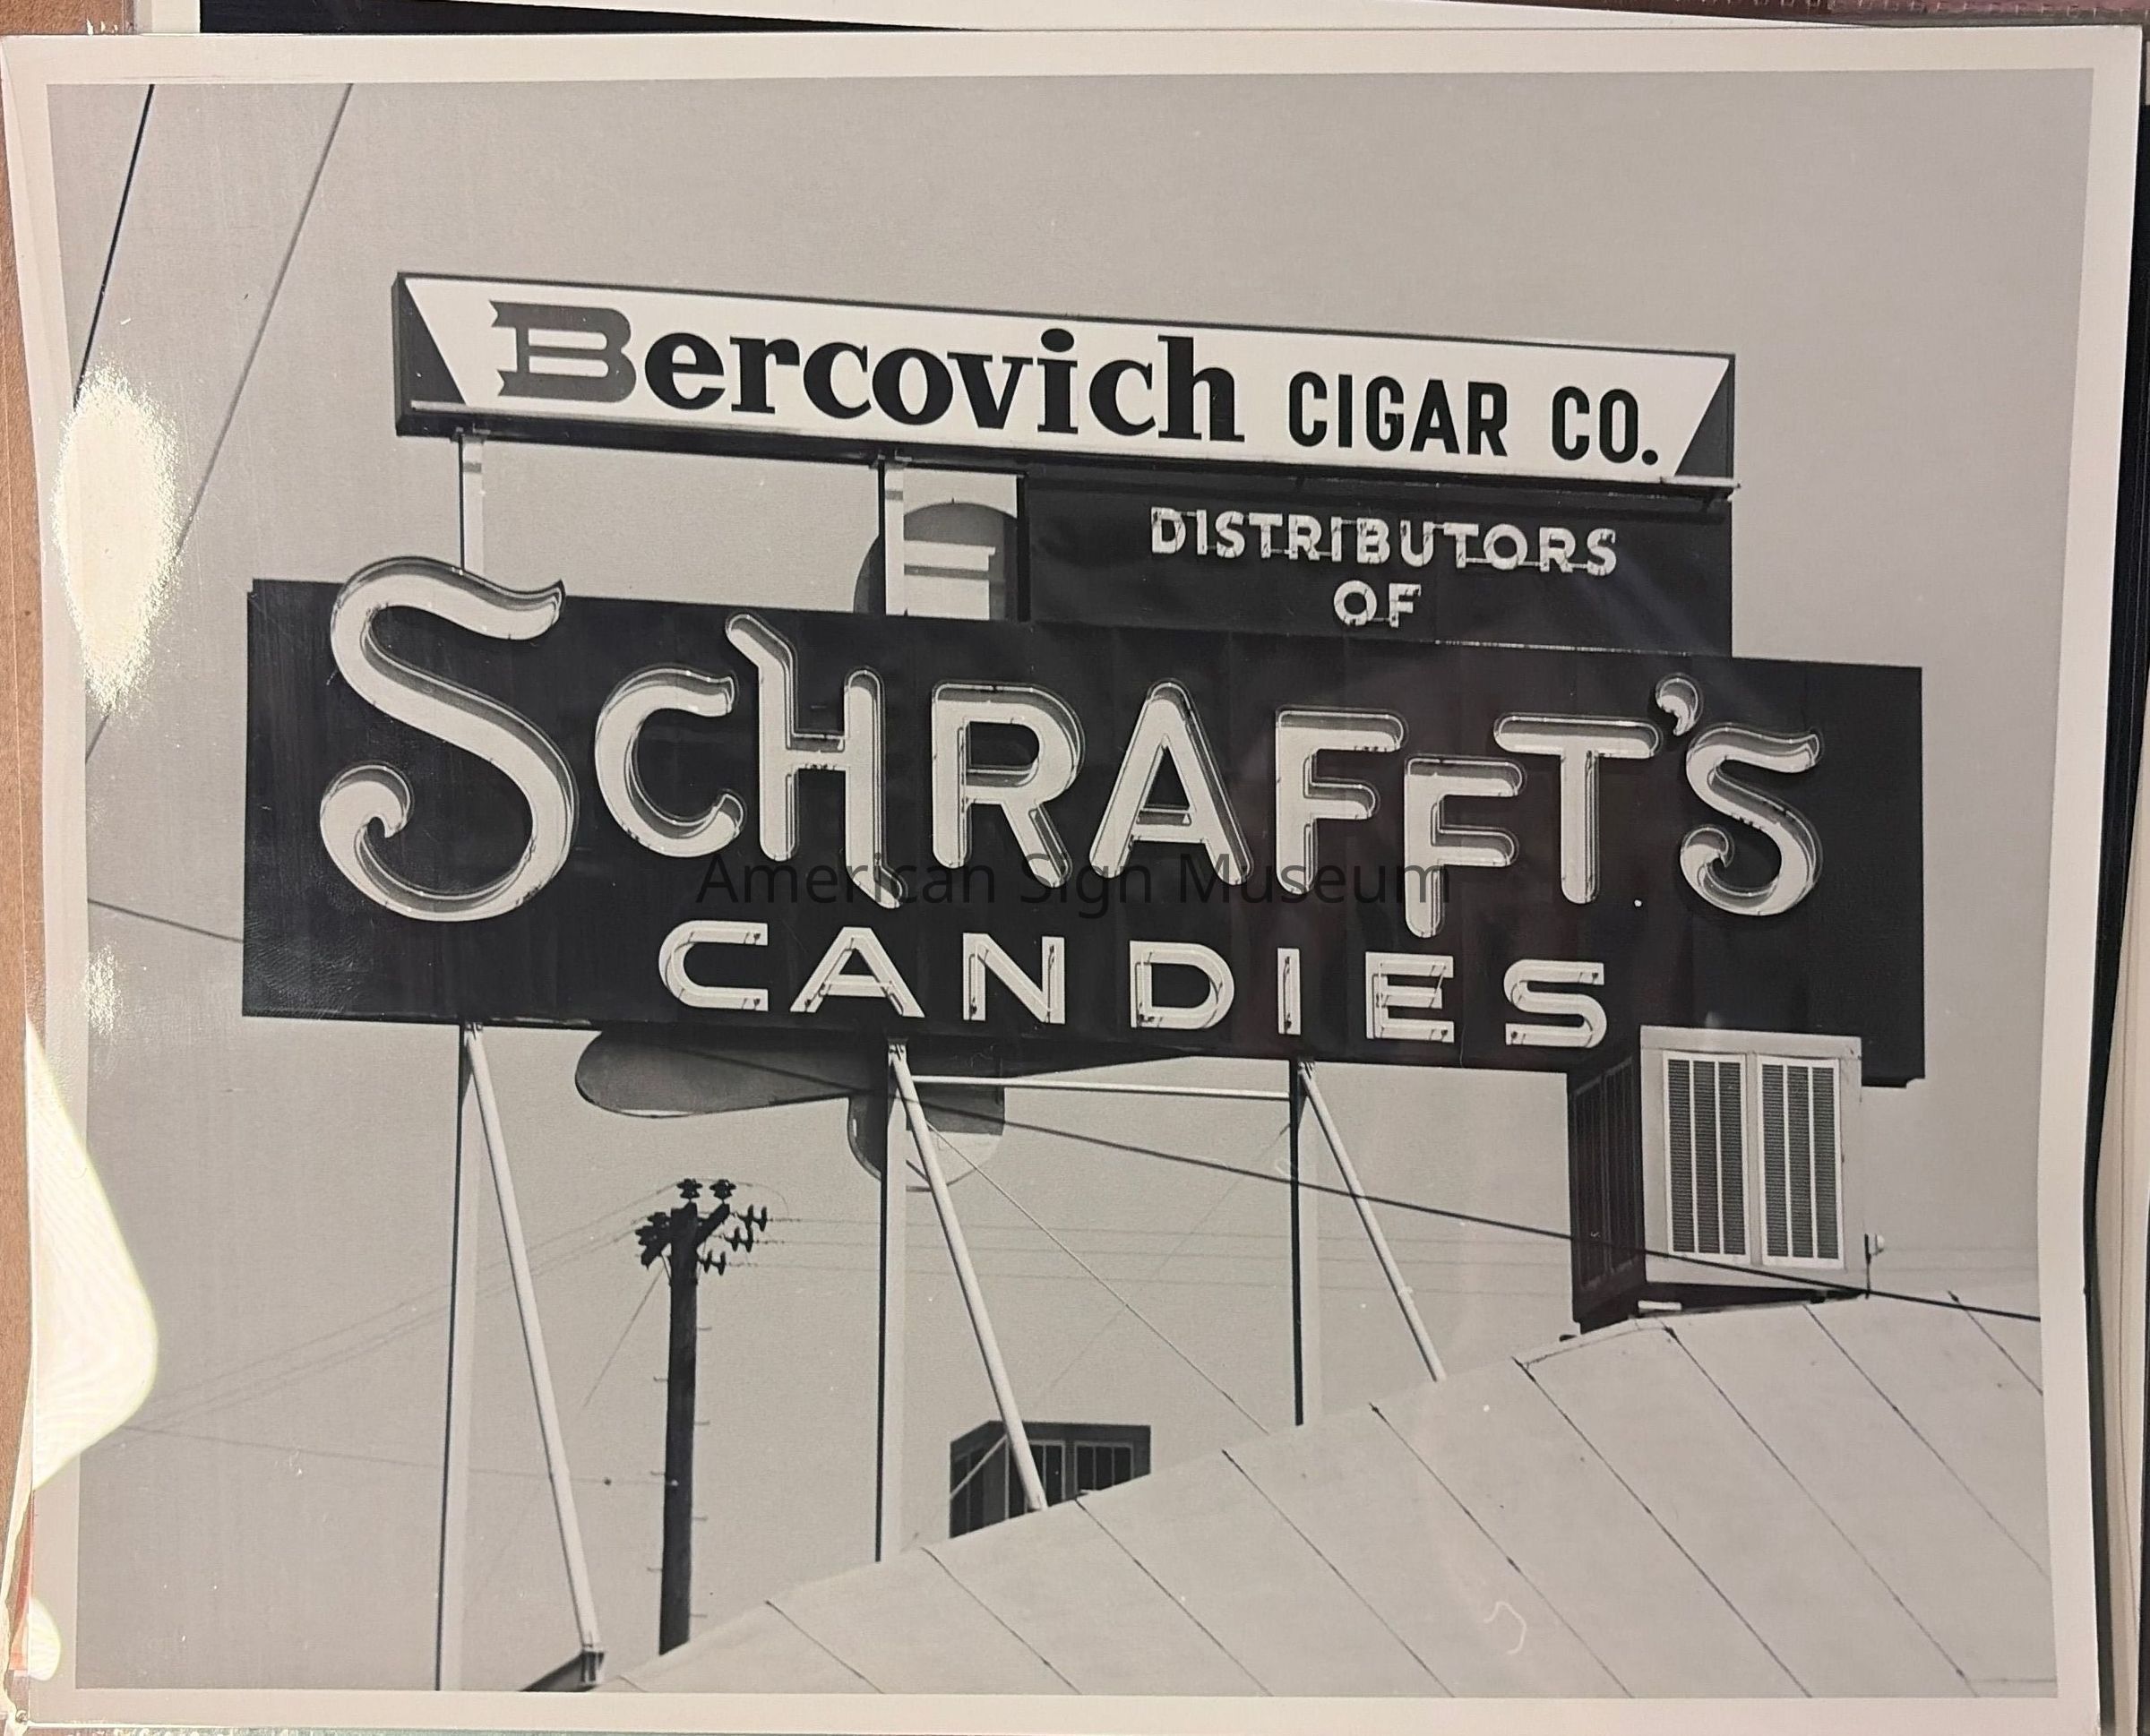 Bercovich CIGAR CO.
DISTRIBUTORS
OF
SCHRAFFT'S
American Sign Museum
CANDIES